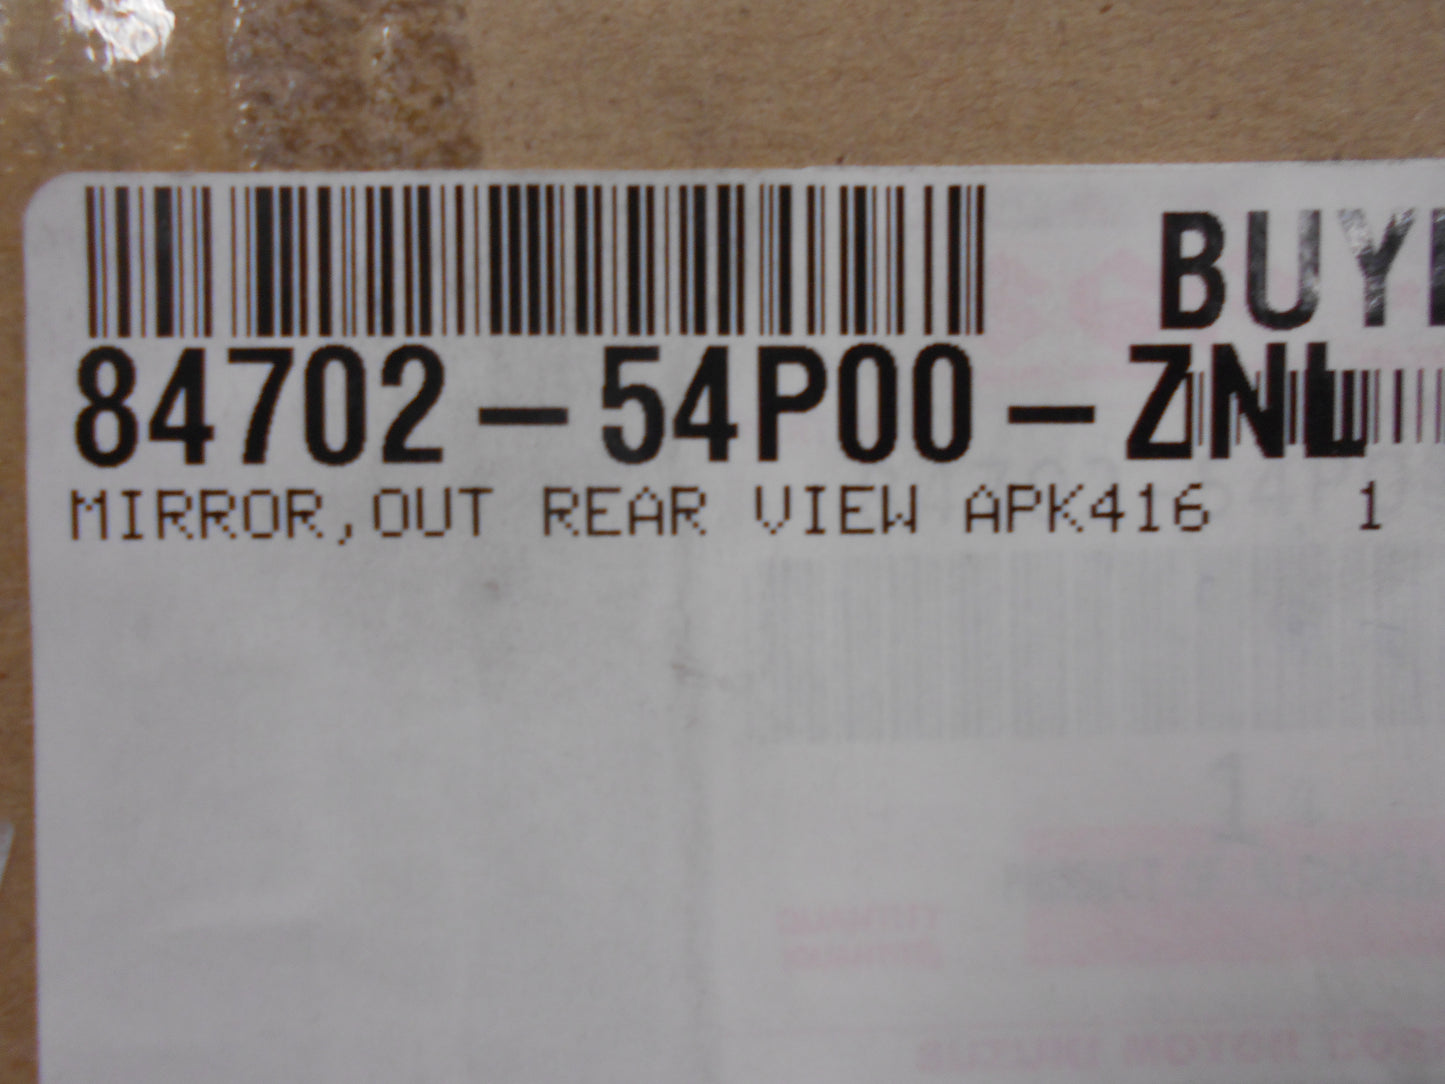 BUY
84702-54P00-ZNL
MIRROR,OUT REAR VIEW APK416 1